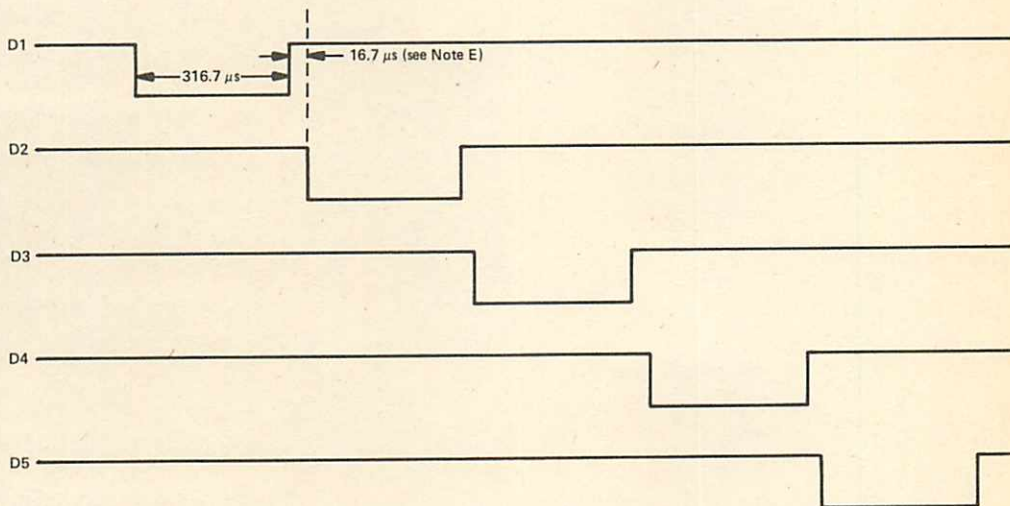 D1
16.7 μs (see Note E)
316.7 μs
D2
D3
D4
D5